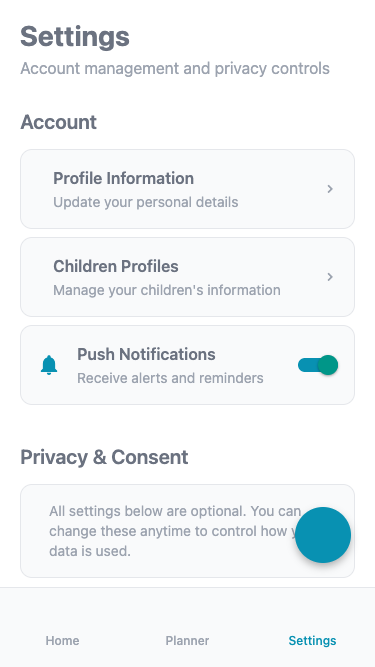 Settings
Account management and privacy controls
Account
Profile Information
Update your personal details
Children Profiles
Manage your children's information
Push Notifications
Receive alerts and reminders
Privacy & Consent
All settings below are optional. You can
change these anytime to control how
data is used.
Home
Planner
Settings